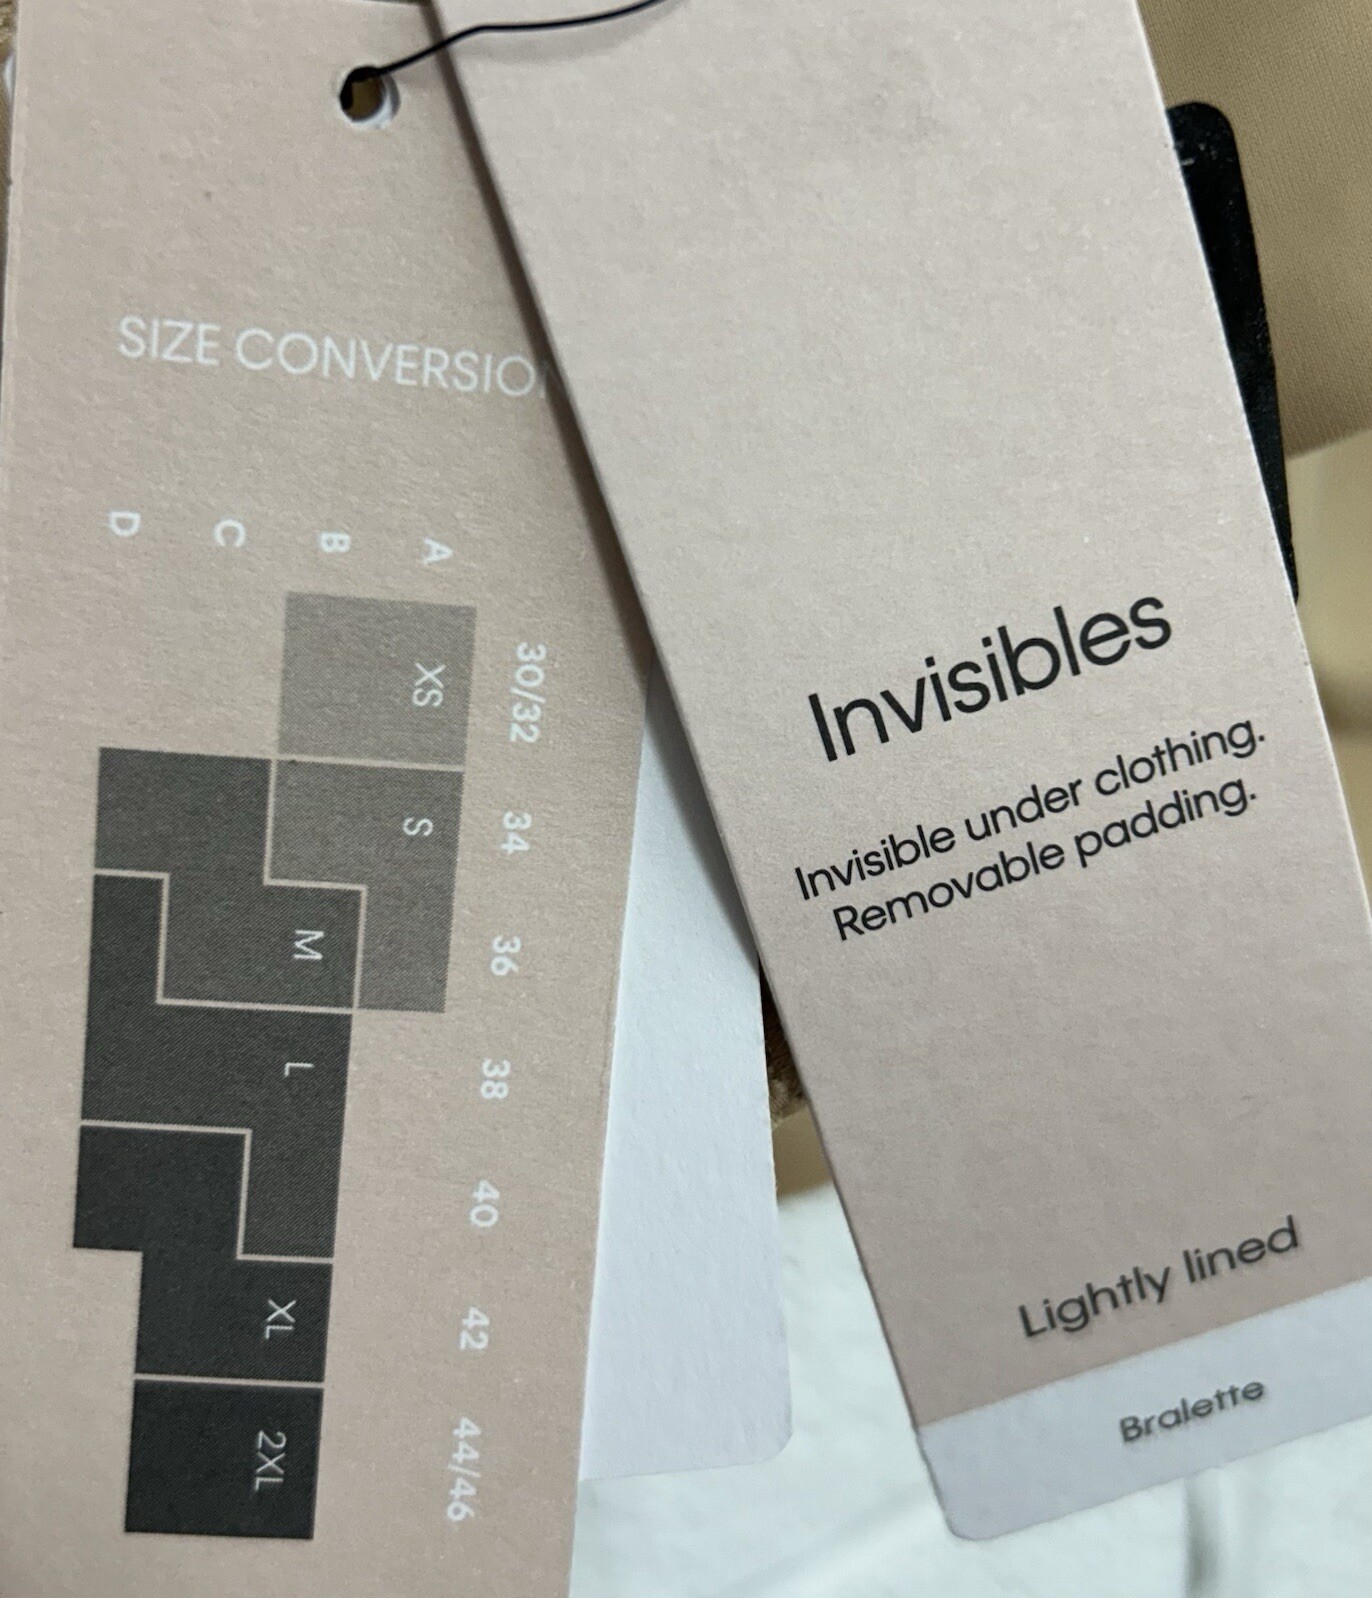 SIZE CONVERSION
A B C D
30/32 34 36 38 40 42 44/46
XS
S
M
L
XL
2XL
Invisibles
Invisible under clothing.
Removable padding.
Lightly lined
Bralette